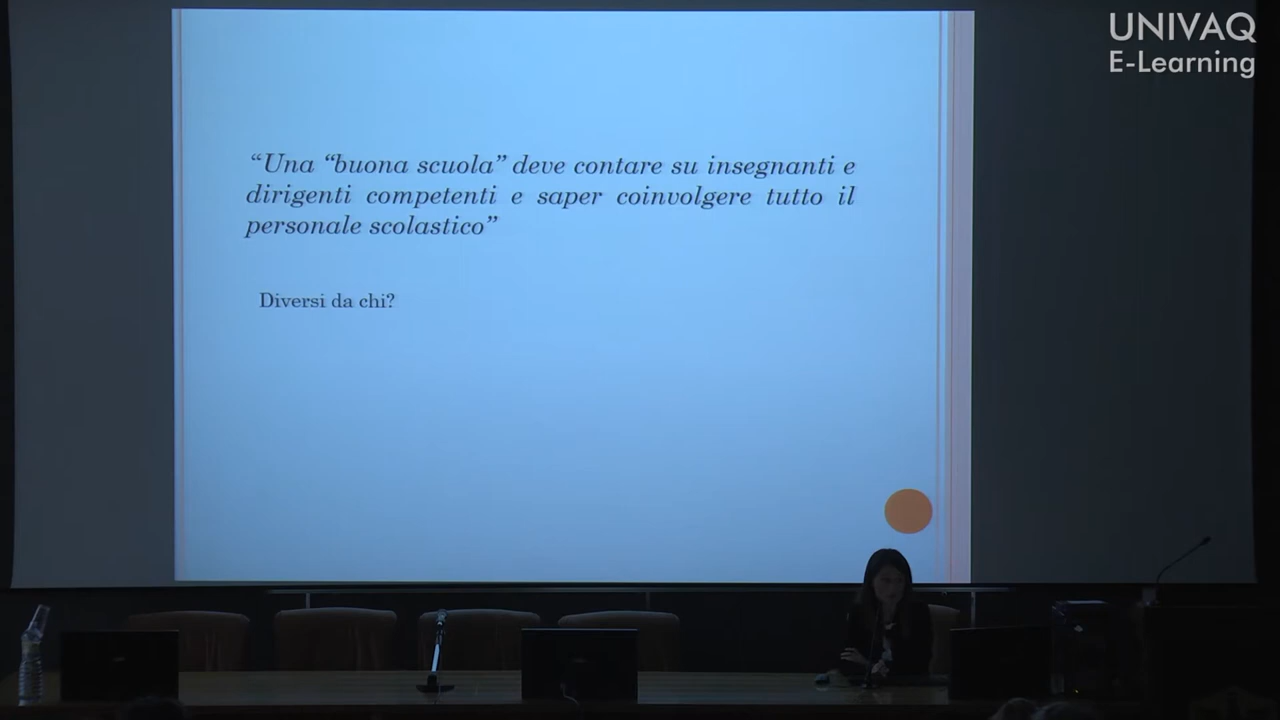 UNIVAQ
E-Learning
“Una “buona scuola” deve contare su insegnanti e
dirigenti competenti e saper coinvolgere tutto il
personale scolastico”
Diversi da chi?